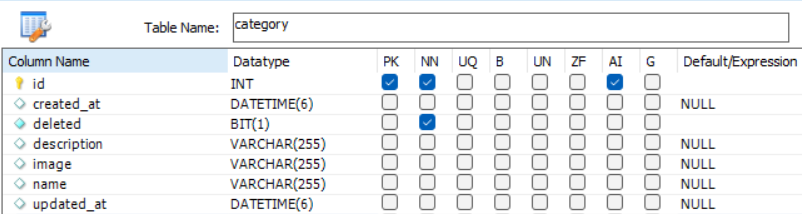 Table Name: category
Column Name Datatype PK NN UQ B UN ZF AI G Default/Expression
id INT
created_at DATETIME(6) NULL
deleted BIT(1)
description VARCHAR(255) NULL
image VARCHAR(255) NULL
name VARCHAR(255) NULL
updated_at DATETIME(6) NULL